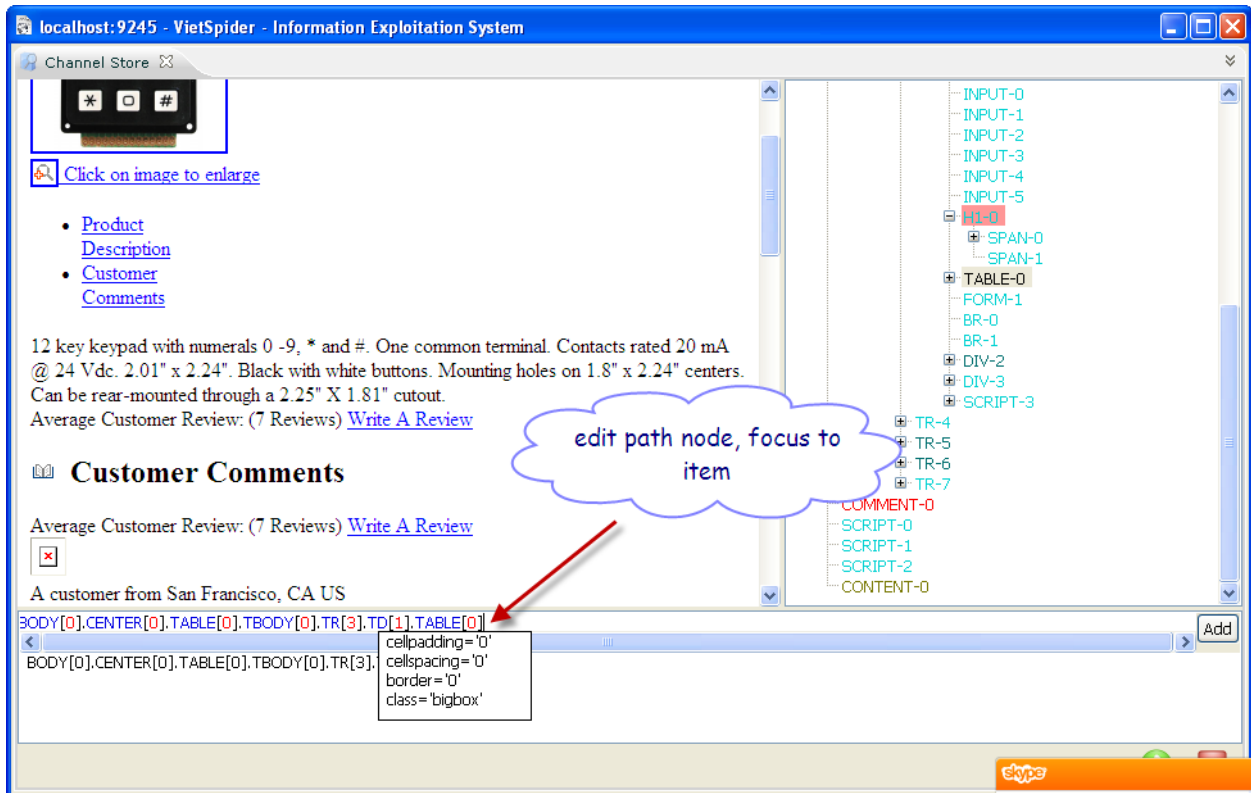 localhost:9245 - VietSpider - Information Exploitation System
Channel Store
* 0 #
Click on image to enlarge
Product
Description
Customer
Comments
12 key keypad with numerals 0 -9, * and #. One common terminal. Contacts rated 20 mA
@ 24 Vdc. 2.01" x 2.24". Black with white buttons. Mounting holes on 1.8" x 2.24" centers.
Can be rear-mounted through a 2.25" X 1.81" cutout.
Average Customer Review: (7 Reviews) Write A Review
Customer Comments
Average Customer Review: (7 Reviews) Write A Review
A customer from San Francisco, CA US
INPUT-0
INPUT-1
INPUT-2
INPUT-3
INPUT-4
INPUT-5
H1-0
SPAN-0
SPAN-1
TABLE-0
FORM-1
BR-0
BR-1
DIV-2
DIV-3
SCRIPT-3
TR-4
TR-5
TR-6
TR-7
COMMENT-0
SCRIPT-0
SCRIPT-1
SCRIPT-2
CONTENT-0
edit path node, focus to
item
BODY[0].CENTER[0].TABLE[0].TBODY[0].TR[3].TD[1].TABLE[0]
Add
BODY[0].CENTER[0].TABLE[0].TBODY[0].TR[3].
cellpadding='0'
cellspacing='0'
border='0'
class='bigbox'
skype